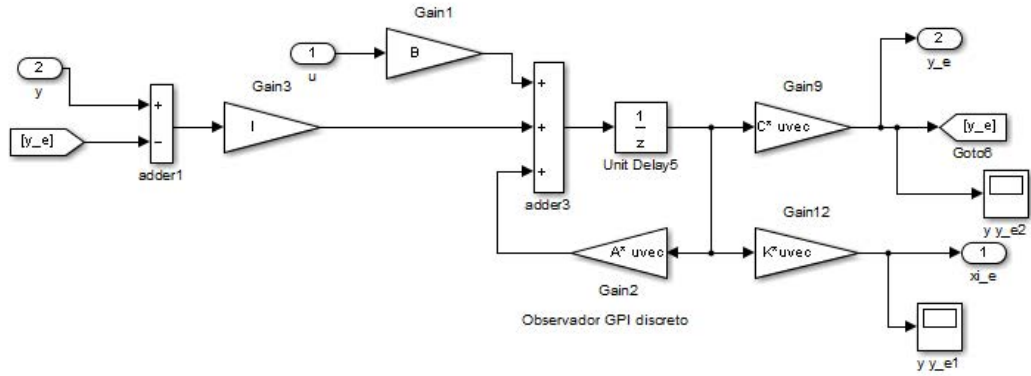 Gain1
1
u
B
2
y_e
2
y
Gain3
Gain9
+
[y_e]
+
I
+
1
z
C* uvec
[y_e]
−
Goto6
adder1
Unit Delay5
+
adder3
Gain12
y y_e2
A* uvec
K*uvec
1
xi_e
Gain2
Observador GPI discreto
y y_e1